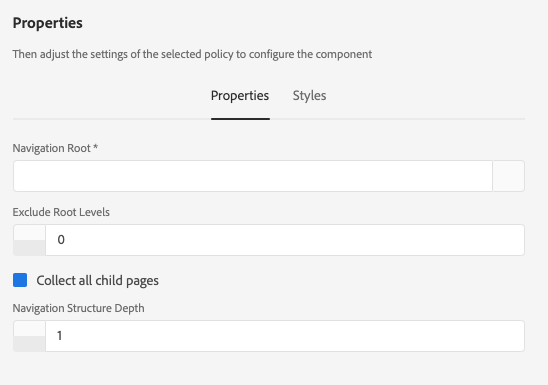 Properties
Then adjust the settings of the selected policy to configure the component
Properties
Styles
Navigation Root *
Exclude Root Levels
0
Collect all child pages
Navigation Structure Depth
1